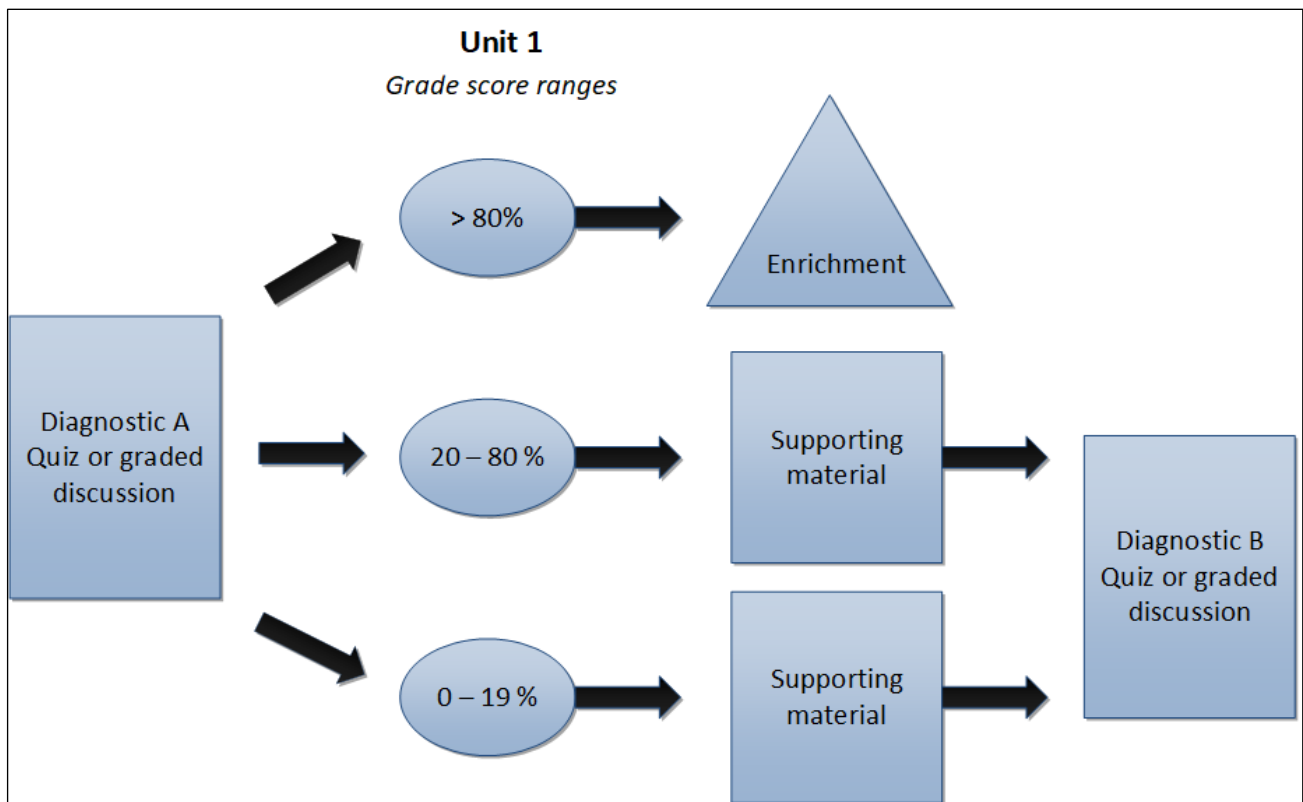 Unit 1
Grade score ranges
> 80%
Enrichment
Diagnostic A
Quiz or graded
discussion
20 – 80 %
Supporting
material
Diagnostic B
Quiz or graded
discussion
0 – 19 %
Supporting
material